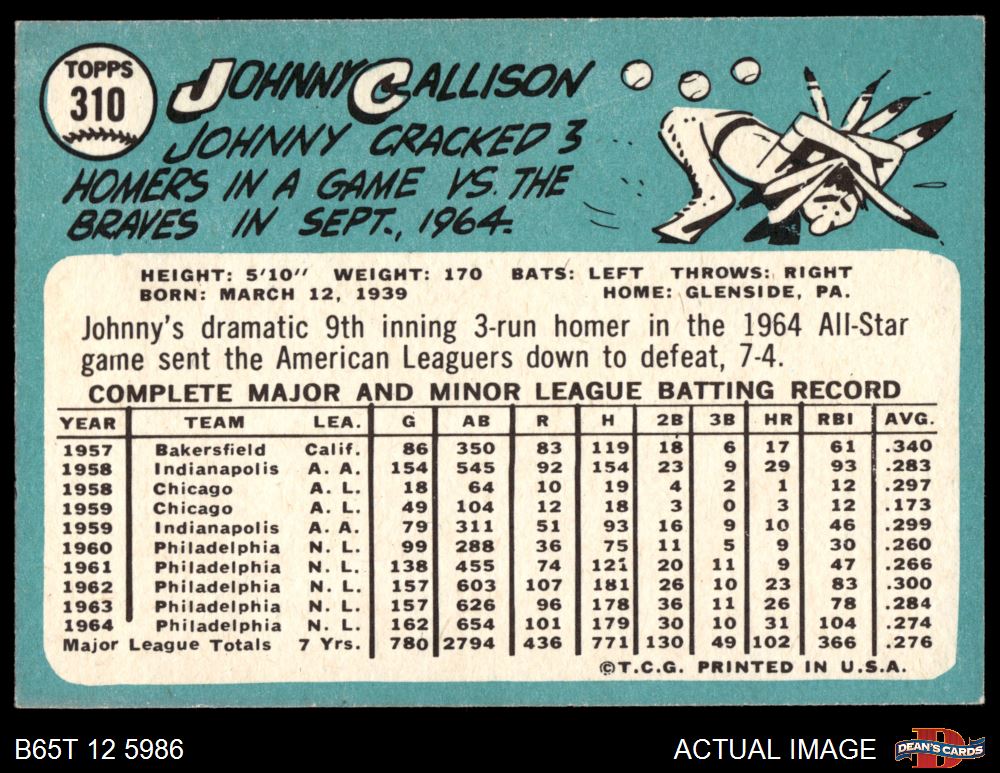 TOPPS
310
JOHNNY CALLISON
JOHNNY CRACKED 3
HOMERS IN A GAME VS. THE
BRAVES IN SEPT., 1964.
HEIGHT: 5'10" WEIGHT: 170 BATS: LEFT THROWS: RIGHT
BORN: MARCH 12, 1939 HOME: GLENSIDE, PA.
Johnny's dramatic 9th inning 3-run homer in the 1964 All-Star
game sent the American Leaguers down to defeat, 7-4.
COMPLETE MAJOR AND MINOR LEAGUE BATTING RECORD
YEAR TEAM LEA. G AB R H 2B 3B HR RBI AVG.
1957 Bakersfield Calif. 86 350 83 119 18 6 17 61 .340
1958 Indianapolis A. A. 154 545 92 154 23 9 29 93 .283
1958 Chicago A. L. 18 64 10 19 4 2 1 12 .297
1959 Chicago A. L. 49 104 12 18 3 0 3 12 .173
1959 Indianapolis A. A. 79 311 51 93 16 9 10 46 .299
1960 Philadelphia N. L. 99 288 36 75 11 5 9 30 .260
1961 Philadelphia N. L. 138 455 74 121 20 11 9 47 .266
1962 Philadelphia N. L. 157 603 107 181 26 10 23 83 .300
1963 Philadelphia N. L. 157 626 96 178 36 11 26 78 .284
1964 Philadelphia N. L. 162 654 101 179 30 10 31 104 .274
Major League Totals 7 Yrs. 780 2794 436 771 130 49 102 366 .276
©T.C.G. PRINTED IN U.S.A.
B65T 12 5986 ACTUAL IMAGE DEAN'S CARDS